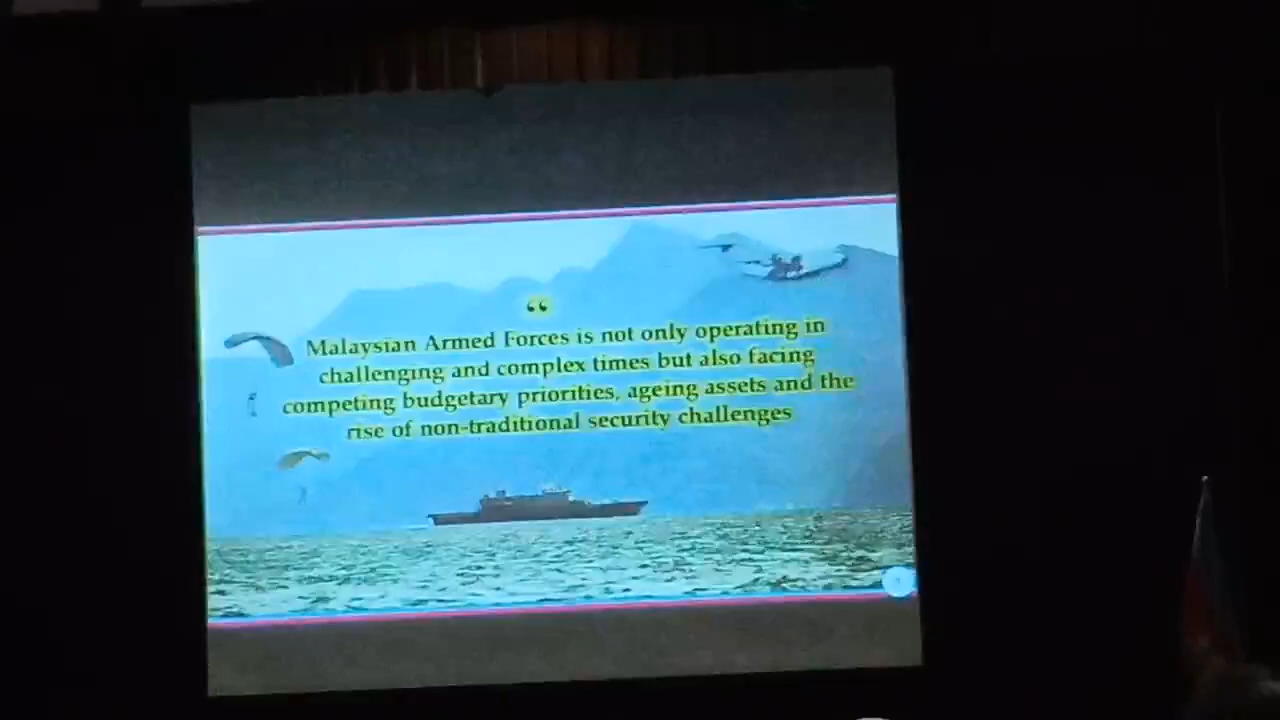 “
Malaysian Armed Forces is not only operating in
challenging and complex times but also facing
competing budgetary priorities, ageing assets and the
rise of non-traditional security challenges